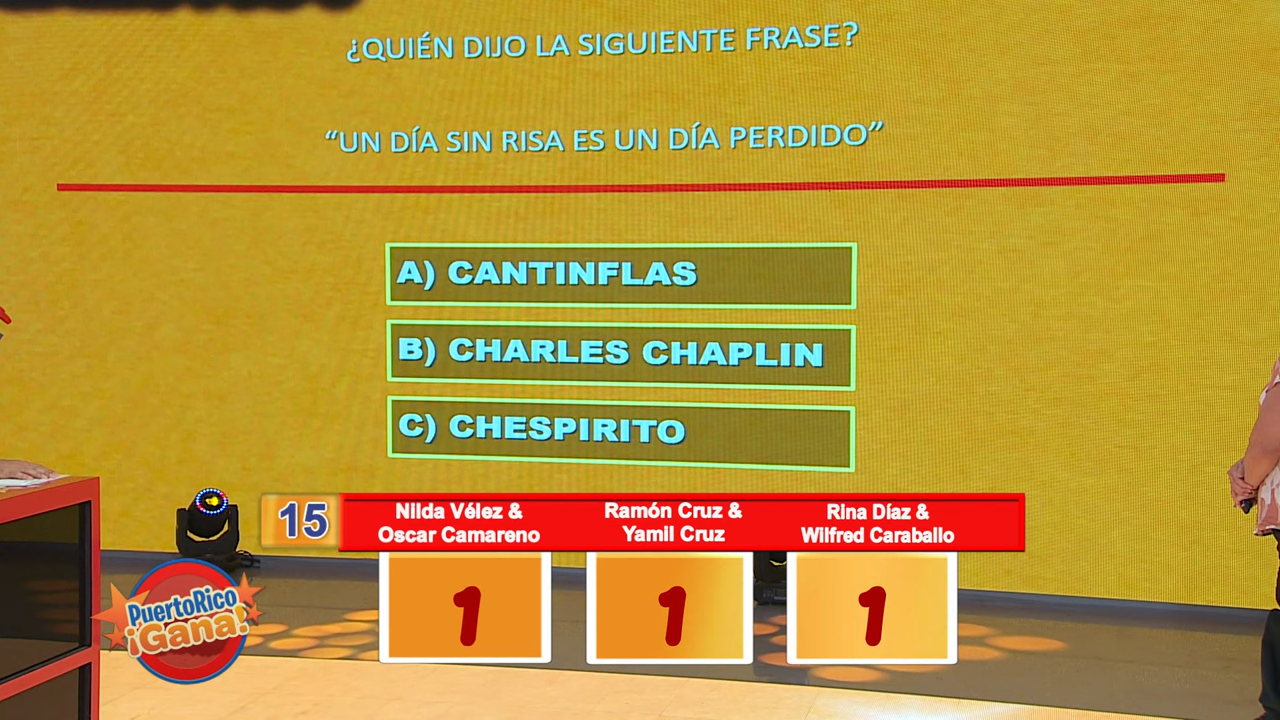 ¿QUIÉN DIJO LA SIGUIENTE FRASE?
“UN DÍA SIN RISA ES UN DÍA PERDIDO”
A) CANTINFLAS
B) CHARLES CHAPLIN
C) CHESPIRITO
15
Nilda Vélez &
Oscar Camareno
Ramón Cruz &
Yamil Cruz
Rina Díaz &
Wilfred Caraballo
1
1
1
PuertoRico
¡Gana!